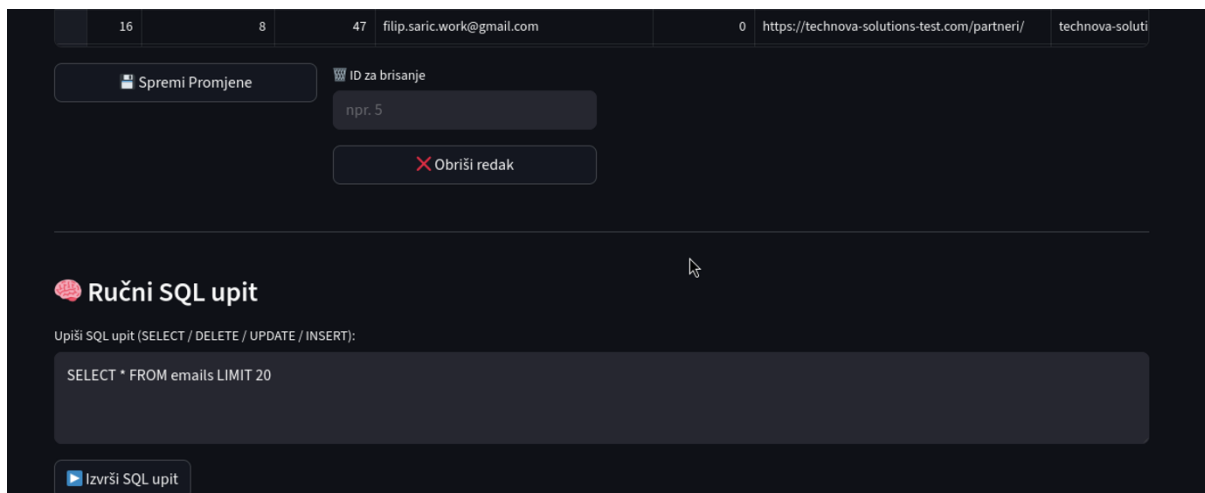 16 8 47 filip.saric.work@gmail.com 0 https://technova-solutions-test.com/partneri/ technova-soluti
Spremi Promjene
ID za brisanje
npr. 5
Obriši redak
Ručni SQL upit
Upiši SQL upit (SELECT / DELETE / UPDATE / INSERT):
SELECT * FROM emails LIMIT 20
Izvrši SQL upit